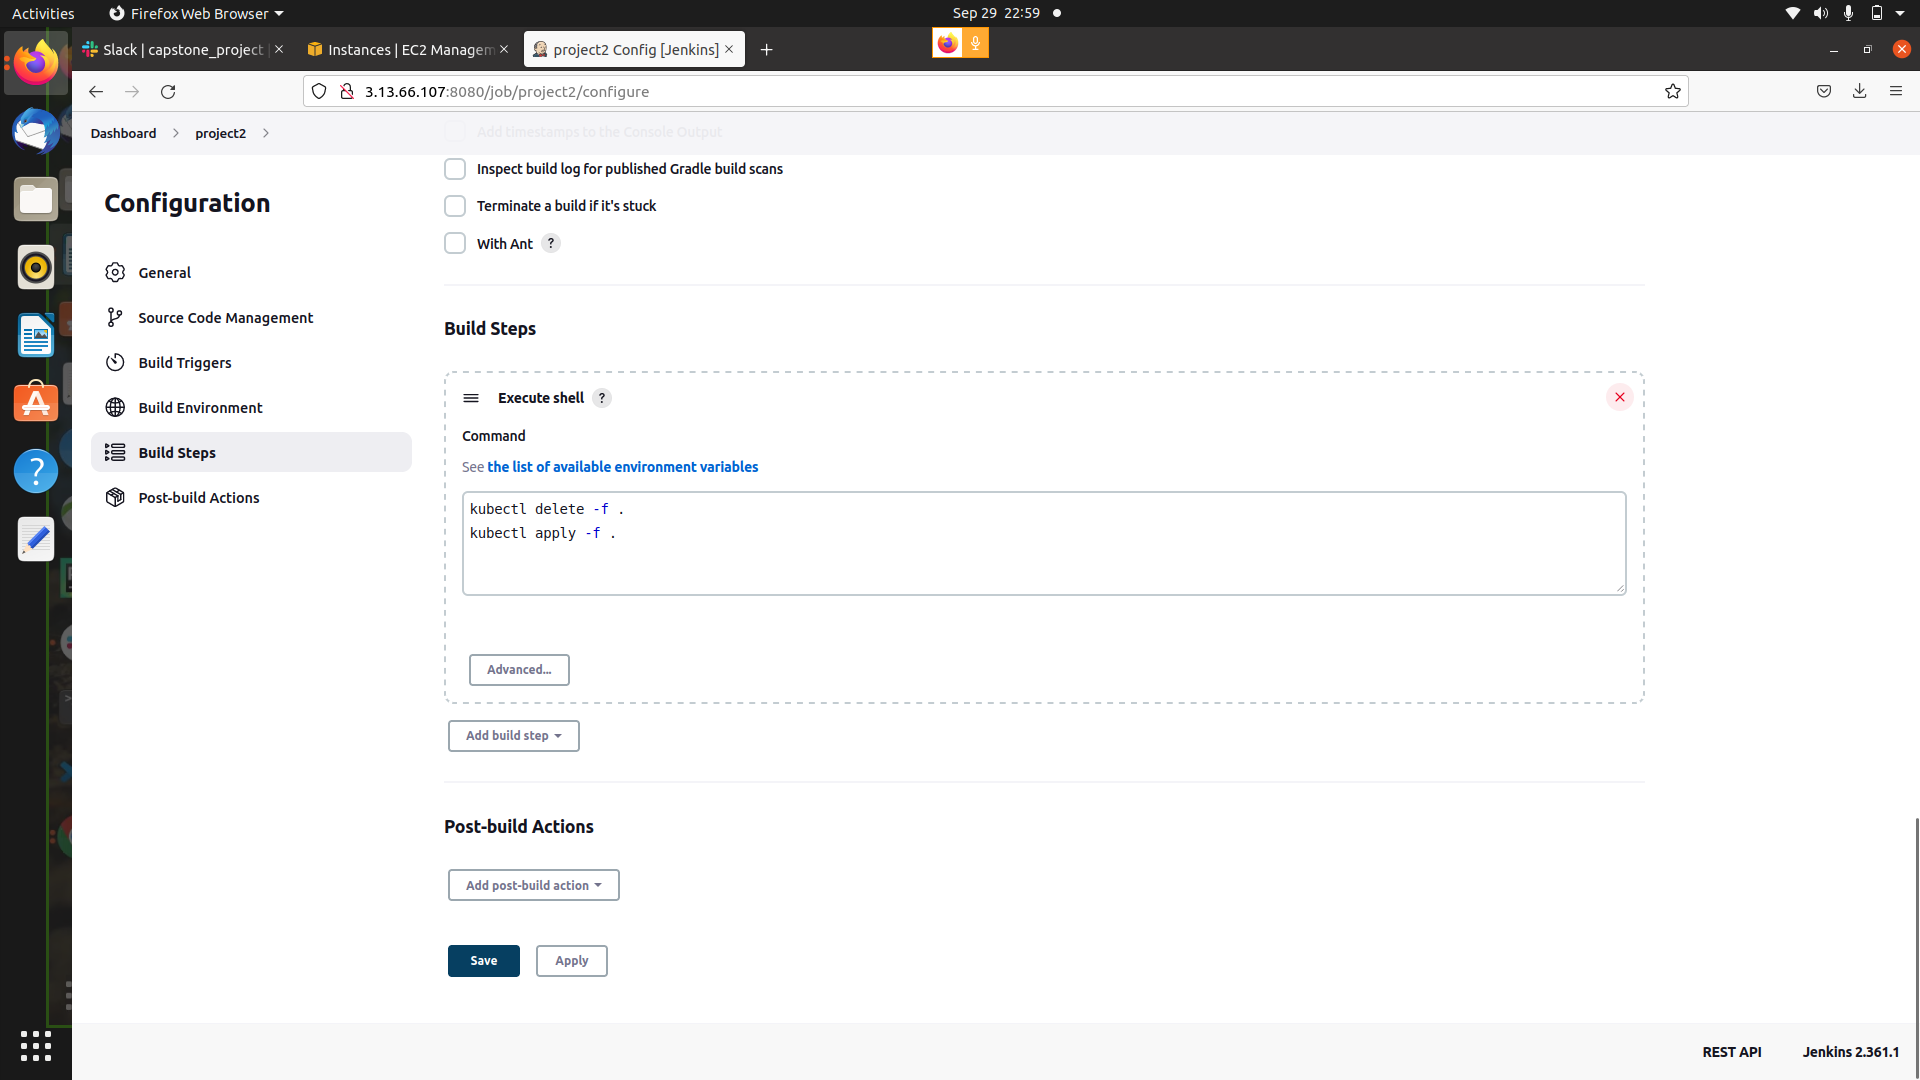 Activities
Firefox Web Browser
Sep 29 22:59
Slack | capstone_project
Instances | EC2 Managem
project2 Config [Jenkins]
3.13.66.107:8080/job/project2/configure
Dashboard
project2
Add timestamps to the Console Output
Inspect build log for published Gradle build scans
Terminate a build if it's stuck
With Ant ?
Configuration
General
Source Code Management
Build Triggers
Build Environment
Build Steps
Post-build Actions
Build Steps
Execute shell ?
Command
See the list of available environment variables
kubectl delete -f .
kubectl apply -f .
Advanced...
Add build step
Post-build Actions
Add post-build action
Save
Apply
REST API
Jenkins 2.361.1